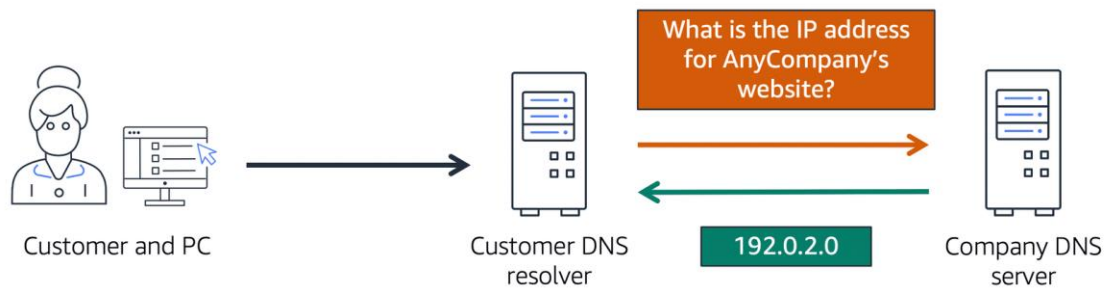 What is the IP address
for AnyCompany's
website?
Customer and PC
Customer DNS
resolver
192.0.2.0
Company DNS
server